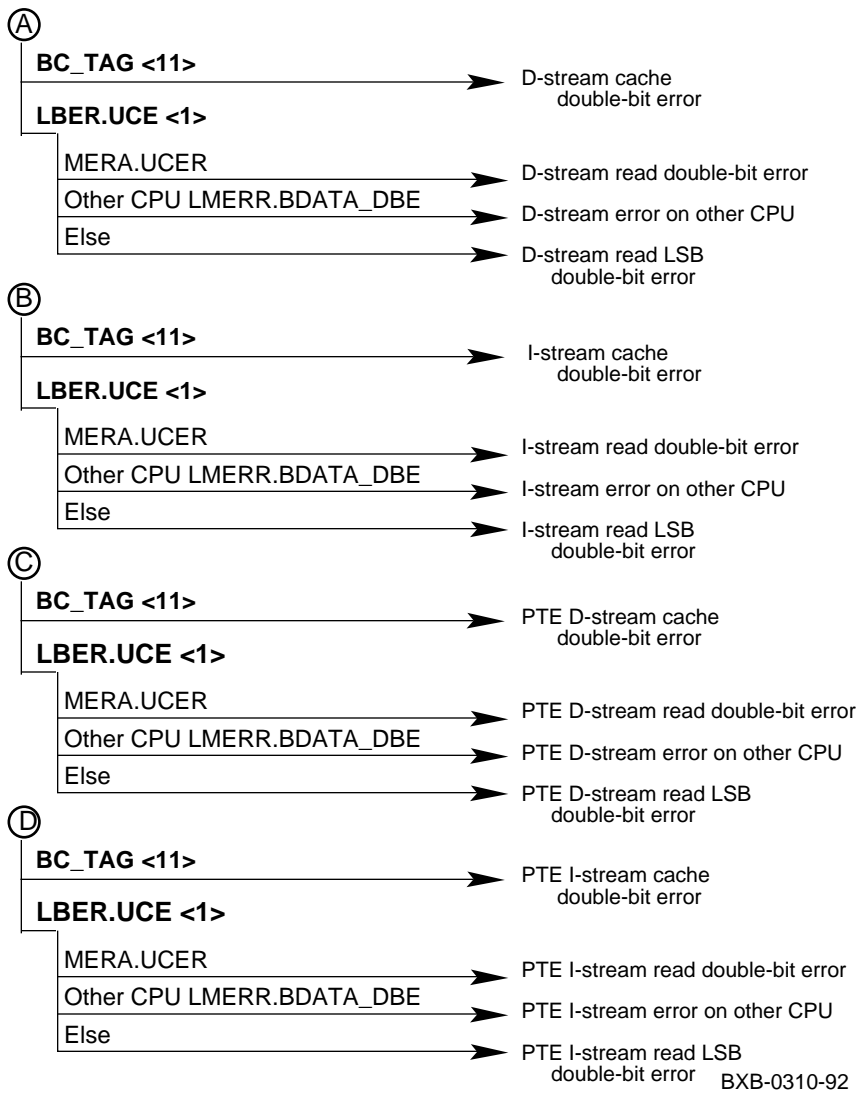 A
BC_TAG <11>
D-stream cache
double-bit error
LBER.UCE <1>
MERA.UCER
D-stream read double-bit error
Other CPU LMERR.BDATA_DBE
D-stream error on other CPU
Else
D-stream read LSB
double-bit error
B
BC_TAG <11>
I-stream cache
double-bit error
LBER.UCE <1>
MERA.UCER
I-stream read double-bit error
Other CPU LMERR.BDATA_DBE
I-stream error on other CPU
Else
I-stream read LSB
double-bit error
C
BC_TAG <11>
PTE D-stream cache
double-bit error
LBER.UCE <1>
MERA.UCER
PTE D-stream read double-bit error
Other CPU LMERR.BDATA_DBE
PTE D-stream error on other CPU
Else
PTE D-stream read LSB
double-bit error
D
BC_TAG <11>
PTE I-stream cache
double-bit error
LBER.UCE <1>
MERA.UCER
PTE I-stream read double-bit error
Other CPU LMERR.BDATA_DBE
PTE I-stream error on other CPU
Else
PTE I-stream read LSB
double-bit error
BXB-0310-92